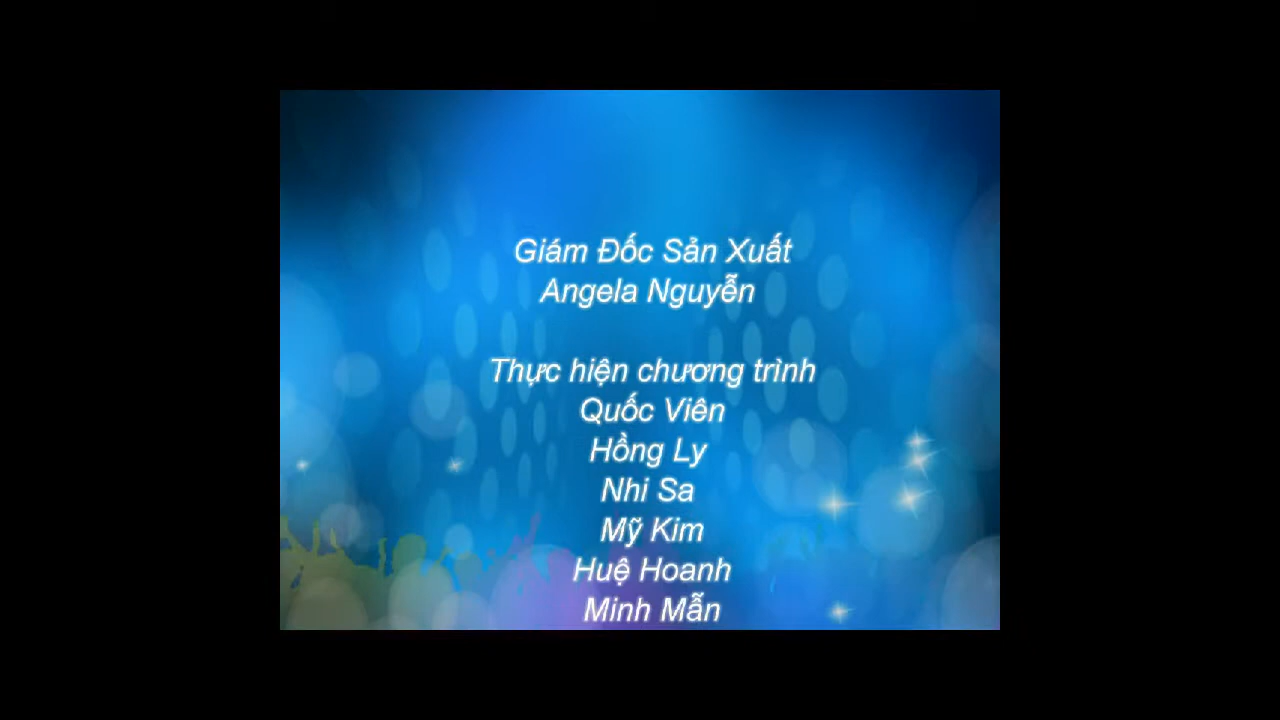 Giám Đốc Sản Xuất
Angela Nguyễn
Thực hiện chương trình
Quốc Viên
Hồng Ly
Nhi Sa
Mỹ Kim
Huệ Hoanh
Minh Mẫn